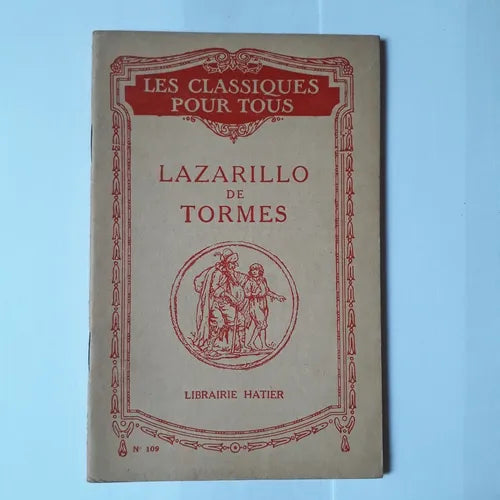 LES CLASSIQUES
POUR TOUS
LAZARILLO
DE
TORMES
LIBRAIRIE HATIER
N° 109